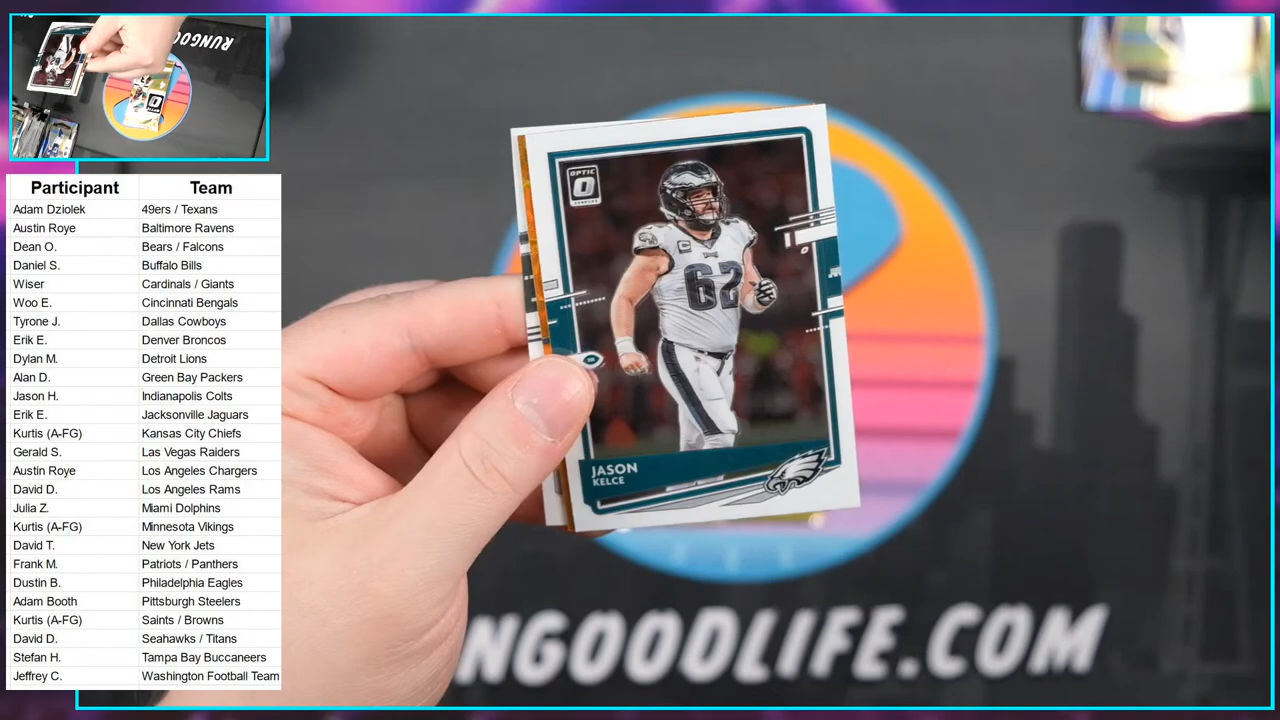 RUNGOODLIFE
Participant Team
Adam Dziolek 49ers / Texans
Austin Roye Baltimore Ravens
Dean O. Bears / Falcons
Daniel S. Buffalo Bills
Wiser Cardinals / Giants
Woo E. Cincinnati Bengals
Tyrone J. Dallas Cowboys
Erik E. Denver Broncos
Dylan M. Detroit Lions
Alan D. Green Bay Packers
Jason H. Indianapolis Colts
Erik E. Jacksonville Jaguars
Kurtis (A-FG) Kansas City Chiefs
Gerald S. Las Vegas Raiders
Austin Roye Los Angeles Chargers
David D. Los Angeles Rams
Julia Z. Miami Dolphins
Kurtis (A-FG) Minnesota Vikings
David T. New York Jets
Frank M. Patriots / Panthers
Dustin B. Philadelphia Eagles
Adam Booth Pittsburgh Steelers
Kurtis (A-FG) Saints / Browns
David D. Seahawks / Titans
Stefan H. Tampa Bay Buccaneers
Jeffrey C. Washington Football Team
OPTIC
62
JASON
KELCE
NGOODLIFE.COM